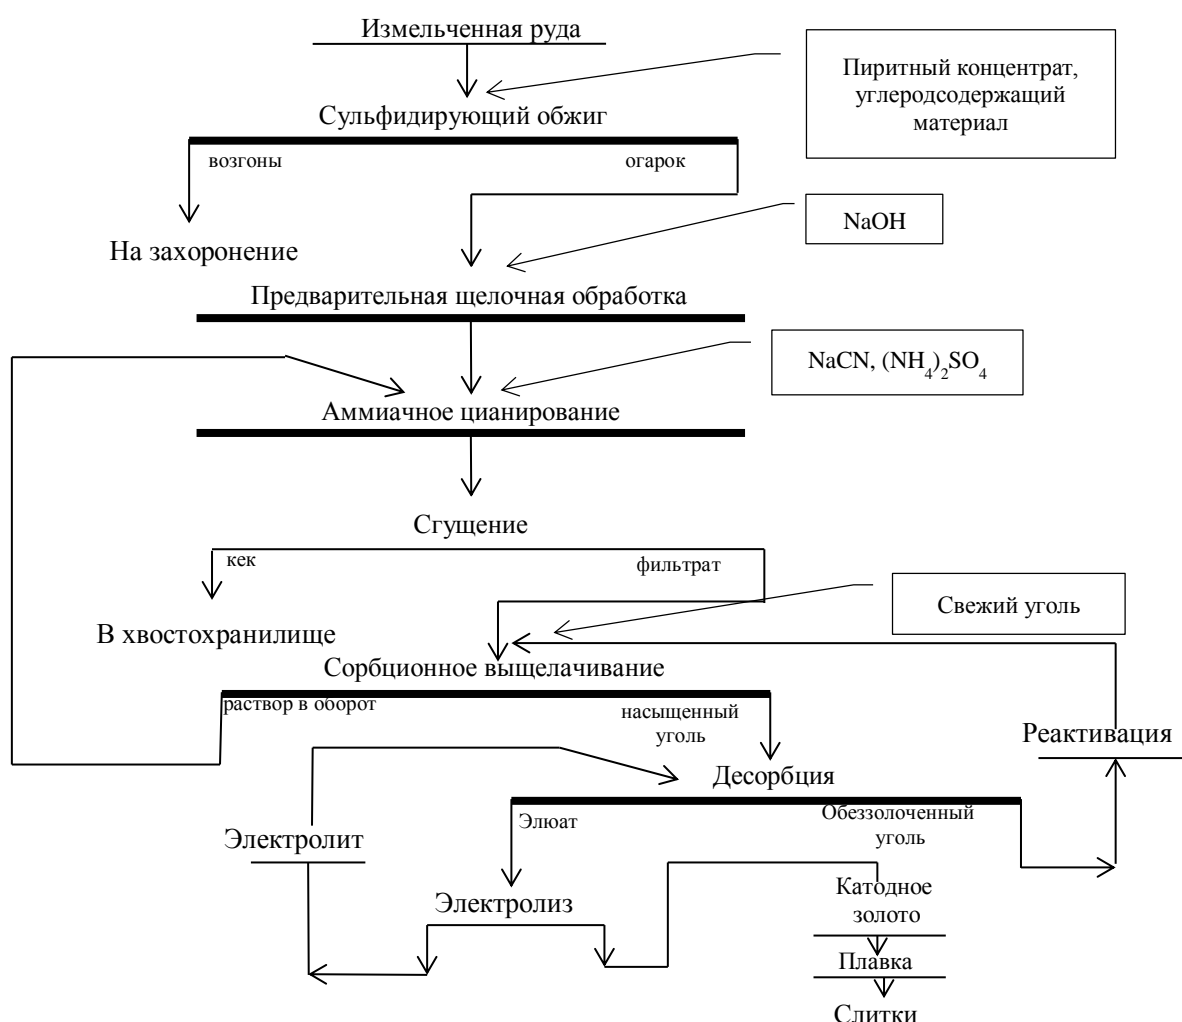 Измельченная руда
Пиритный концентрат,
углеродсодержащий
материал
Сульфидирующий обжиг
возгоны
огарок
NaOH
На захоронение
Предварительная щелочная обработка
NaCN, (NH4)2SO4
Аммиачное цианирование
Сгущение
кек
фильтрат
Свежий уголь
В хвостохранилище
Сорбционное выщелачивание
раствор в оборот
насыщенный
уголь
Реактивация
Десорбция
Элюат
Обеззолоченный
уголь
Электролит
Электролиз
Катодное
золото
Плавка
Слитки